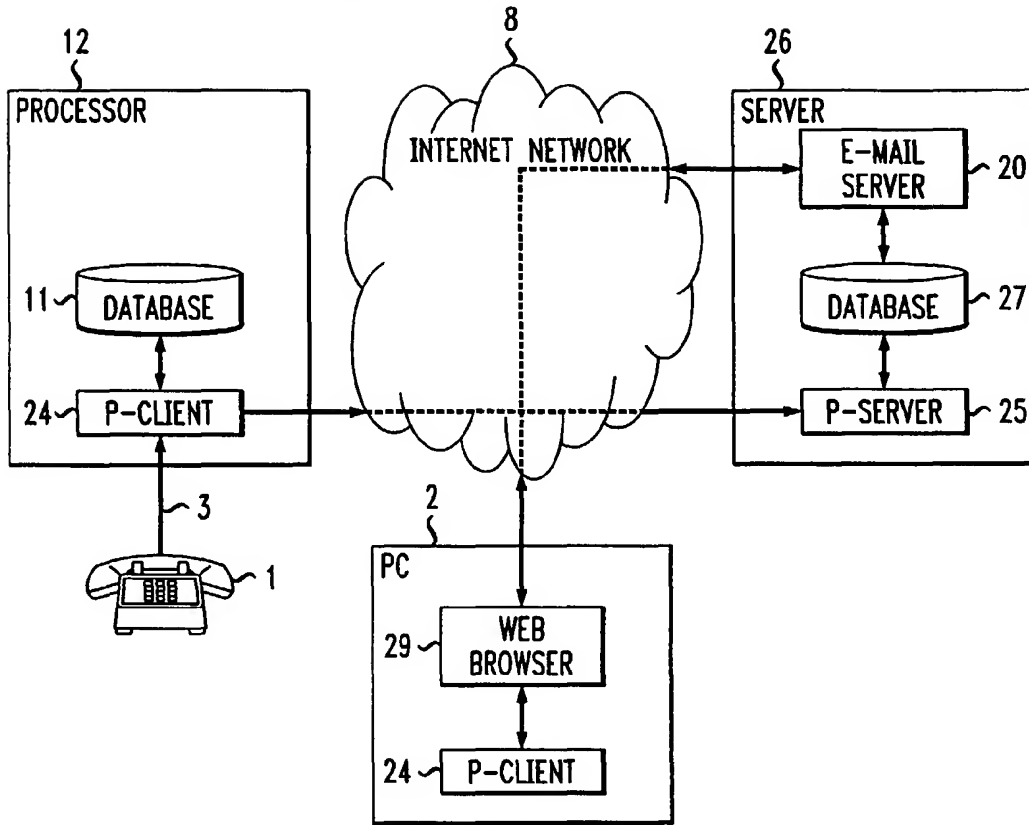 12
8
26
PROCESSOR
INTERNET NETWORK
SERVER
E-MAIL
SERVER
20
11
DATABASE
DATABASE
27
24
P-CLIENT
P-SERVER
25
3
1
2
PC
29
WEB
BROWSER
24
P-CLIENT